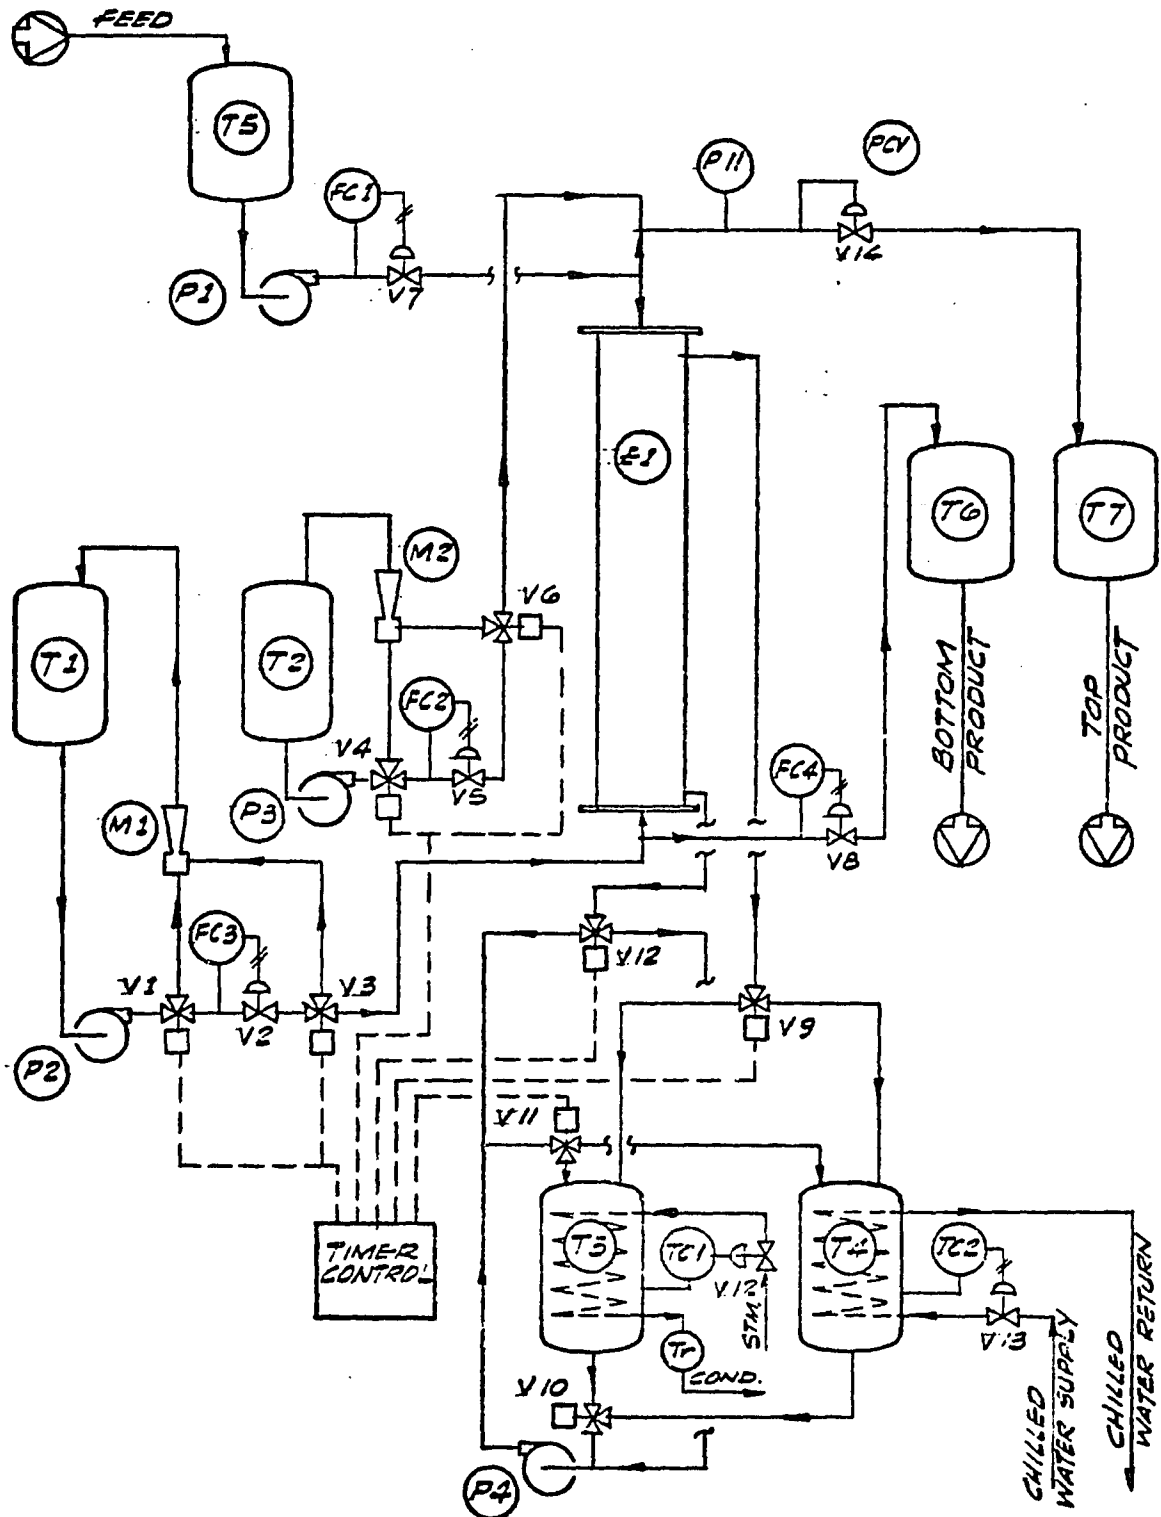 FEED
T5
FC1
P11
PCV
V14
P1
V7
E1
T6
T7
M2
V6
T1
T2
FC2
V4
V5
P3
M1
FC4
V8
BOTTOM
PRODUCT
TOP
PRODUCT
FC3
V12
V1
V3
V2
V9
P2
V11
TIMER
CONTROL
T3
TC1
V12
STM.
T4
TC2
V13
Tr
COND.
V10
P4
CHILLED
WATER SUPPLY
CHILLED
WATER RETURN